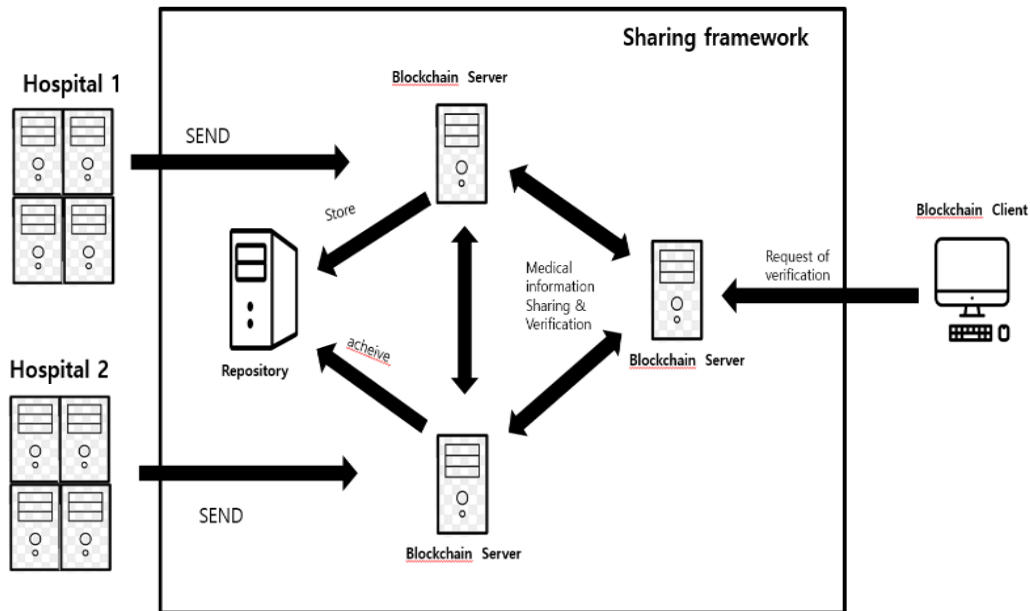 Sharing framework
Hospital 1
Blockchain Server
SEND
Store
Blockchain Client
Request of
verification
Medical
information
Sharing &
Verification
Blockchain Server
acheive
Repository
Hospital 2
SEND
Blockchain Server